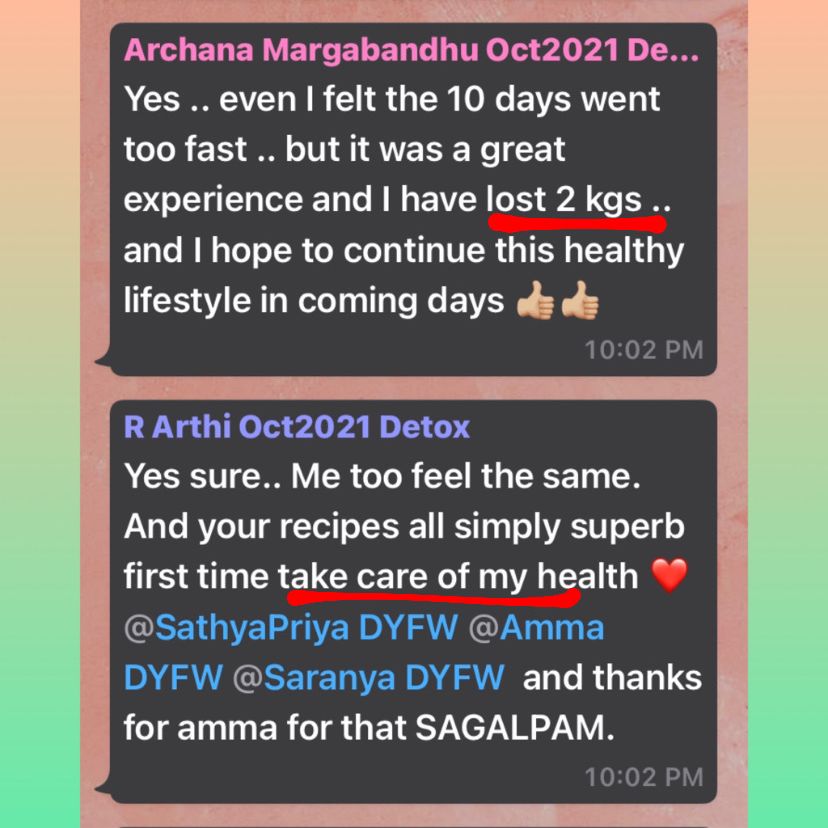 Archana Margabandhu Oct2021 De...
Yes .. even I felt the 10 days went
too fast .. but it was a great
experience and I have lost 2 kgs ..
and I hope to continue this healthy
lifestyle in coming days 👍🏼👍🏼
10:02 PM
R Arthi Oct2021 Detox
Yes sure.. Me too feel the same.
And your recipes all simply superb
first time take care of my health ❤️
@SathyaPriya DYFW @Amma
DYFW @Saranya DYFW and thanks
for amma for that SAGALPAM.
10:02 PM